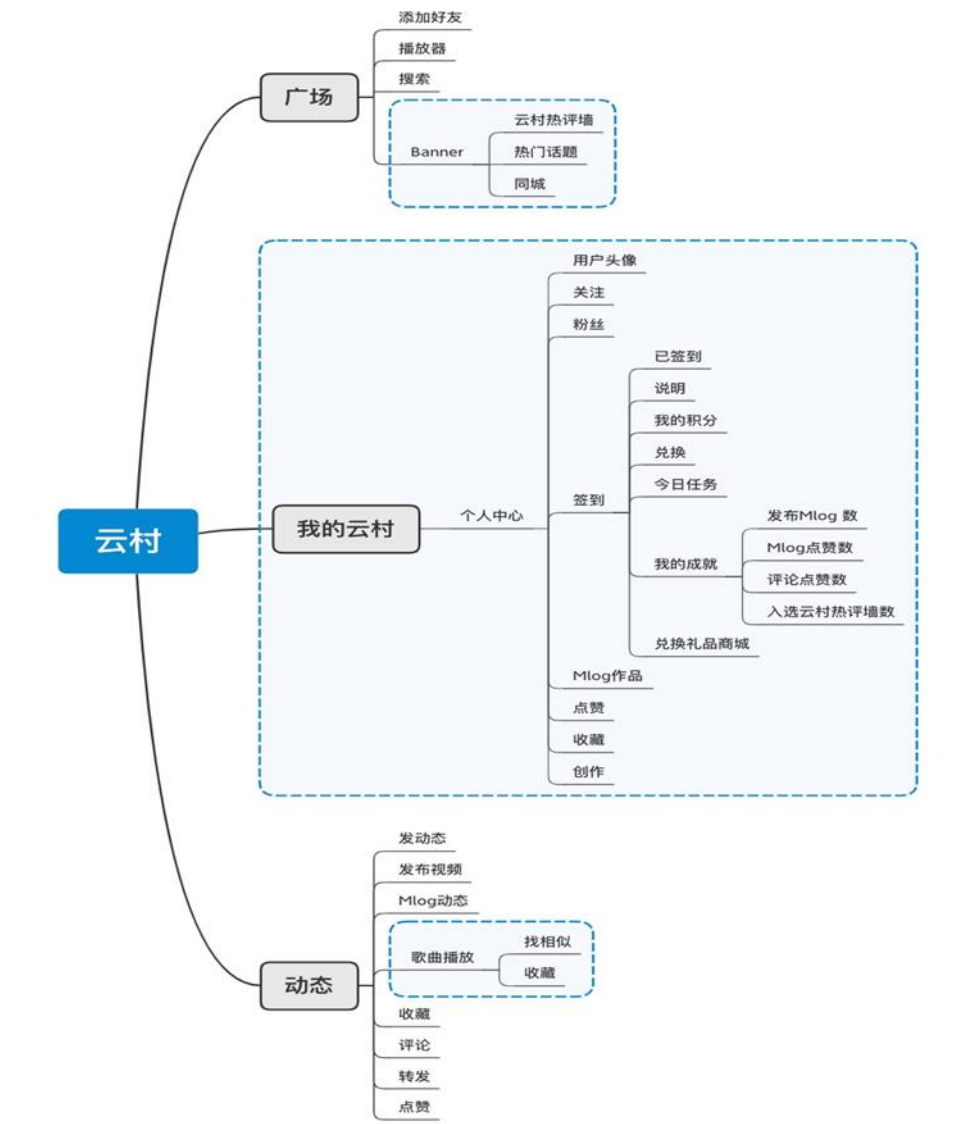 云村
广场
添加好友
播放器
搜索
Banner
云村热评墙
热门话题
同城
我的云村
个人中心
用户头像
关注
粉丝
签到
已签到
说明
我的积分
兑换
今日任务
我的成就
发布Mlog 数
Mlog点赞数
评论点赞数
入选云村热评墙数
兑换礼品商城
Mlog作品
点赞
收藏
创作
动态
发动态
发布视频
Mlog动态
歌曲播放
找相似
收藏
收藏
评论
转发
点赞